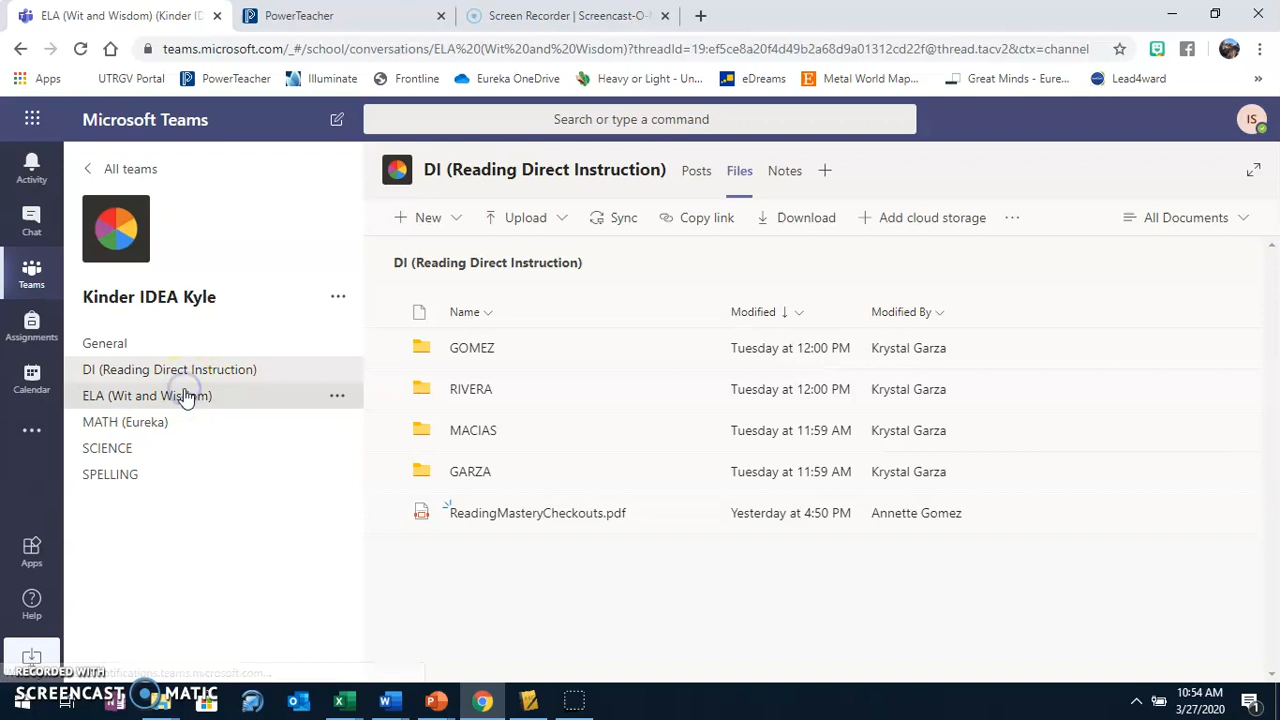 ELA (Wit and Wisdom) (Kinder ID
PowerTeacher
Screen Recorder | Screencast-O-
teams.microsoft.com/_#/school/conversations/ELA%20(Wit%20and%20Wisdom)?threadId=19:ef5ce8a20f4d49b2a68d9a01312cd22f@thread.tacv2&ctx=channel
Apps
UTRGV Portal
PowerTeacher
Illuminate
Frontline
Eureka OneDrive
Heavy or Light - Un...
eDreams
Metal World Map...
Great Minds - Eure...
Lead4ward
»
Microsoft Teams
Search or type a command
IS
Activity
Chat
Teams
Assignments
Calendar
Apps
Help
All teams
Kinder IDEA Kyle
General
DI (Reading Direct Instruction)
ELA (Wit and Wisdom)
MATH (Eureka)
SCIENCE
SPELLING
DI (Reading Direct Instruction) Posts Files Notes
New Upload Sync Copy link Download Add cloud storage All Documents
DI (Reading Direct Instruction)
Name Modified Modified By
GOMEZ Tuesday at 12:00 PM Krystal Garza
RIVERA Tuesday at 12:00 PM Krystal Garza
MACIAS Tuesday at 11:59 AM Krystal Garza
GARZA Tuesday at 11:59 AM Krystal Garza
ReadingMasteryCheckouts.pdf Yesterday at 4:50 PM Annette Gomez
RECORDED WITH
SCREENCAST MATIC
10:54 AM
3/27/2020